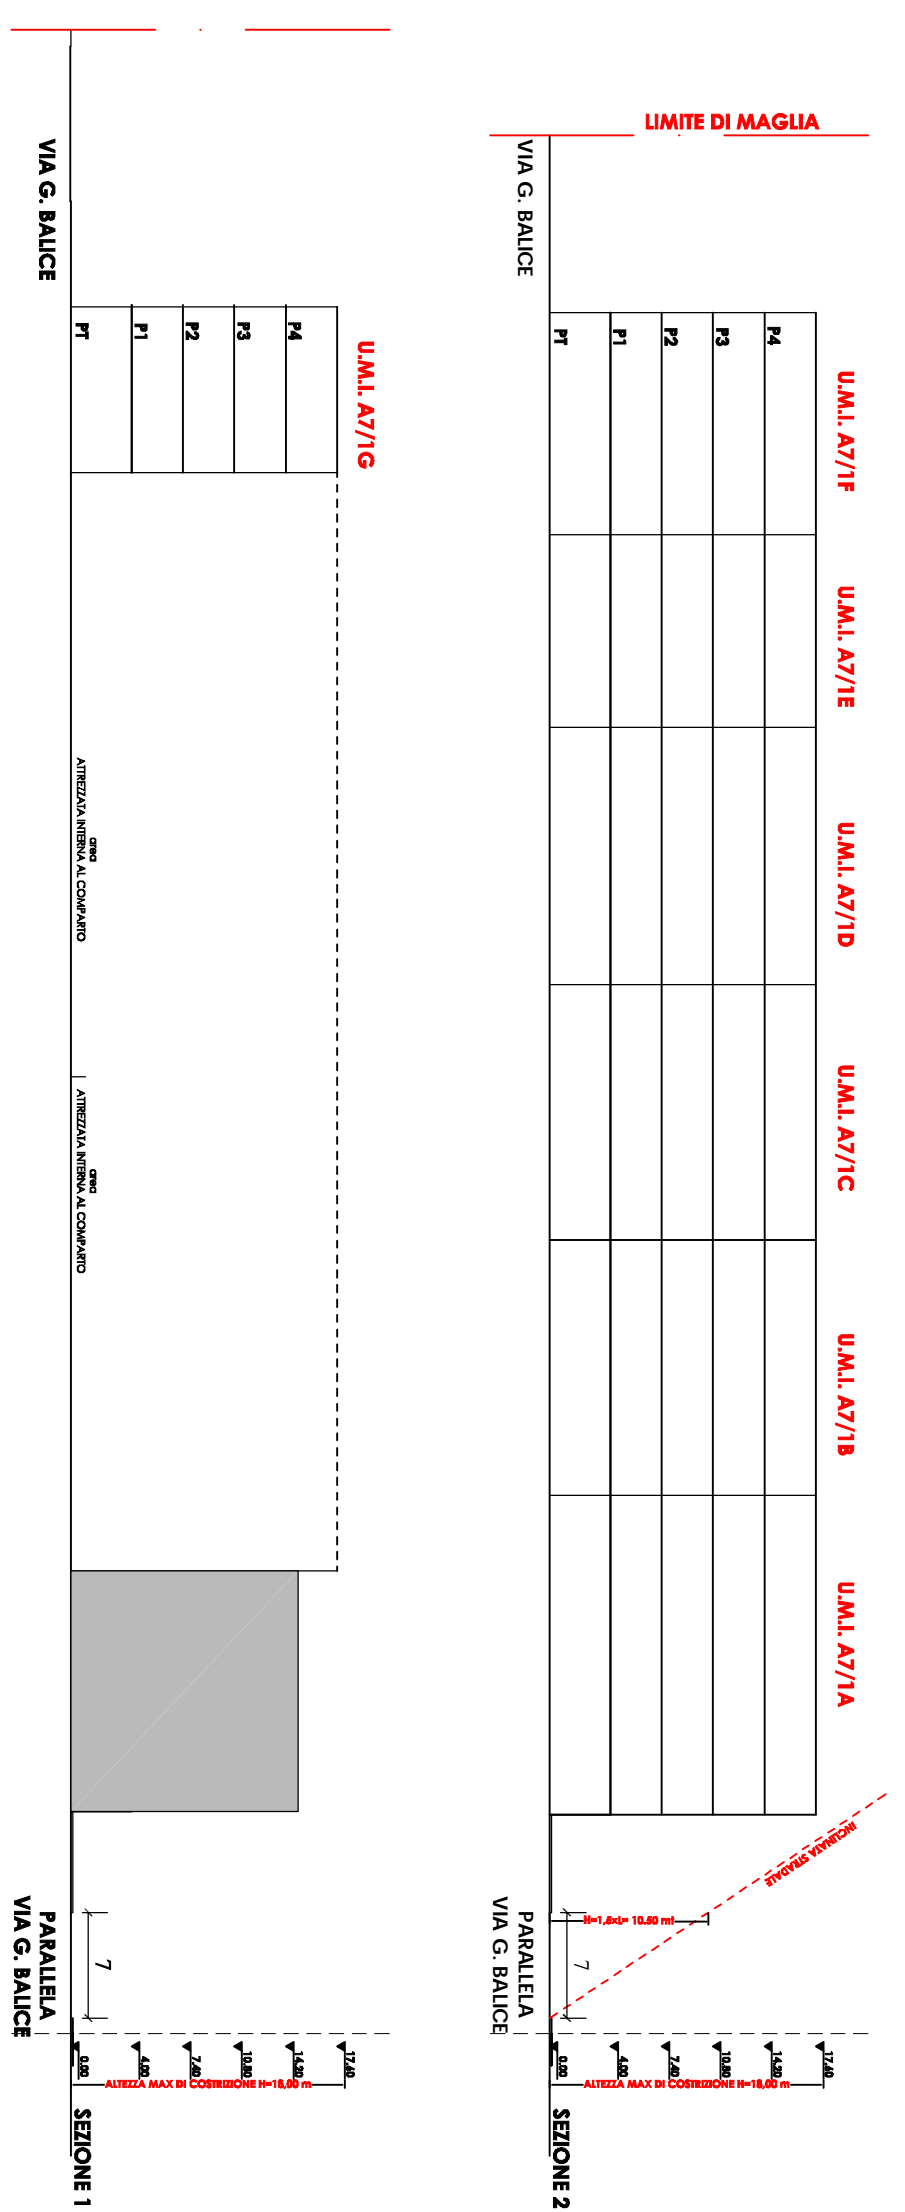 LIMITE DI MAGLIA
VIA G. BALICE
U.M.I. A7/1F
U.M.I. A7/1E
U.M.I. A7/1D
U.M.I. A7/1C
U.M.I. A7/1B
U.M.I. A7/1A
P4
P3
P2
P1
PT
INCLINATA STRADALE
H=1,5xL= 10.50 mt
7
PARALLELA
VIA G. BALICE
17.60
14.20
10.80
7.40
4.00
0.00
ALTEZZA MAX DI COSTRIZIONE H=18,00 m
SEZIONE 2
VIA G. BALICE
U.M.I. A7/1G
P4
P3
P2
P1
PT
area
ATTREZZATA INTERNA AL COMPARTO
area
ATTREZZATA INTERNA AL COMPARTO
7
PARALLELA
VIA G. BALICE
17.60
14.20
10.80
7.40
4.00
0.00
ALTEZZA MAX DI COSTRIZIONE H=18,00 m
SEZIONE 1